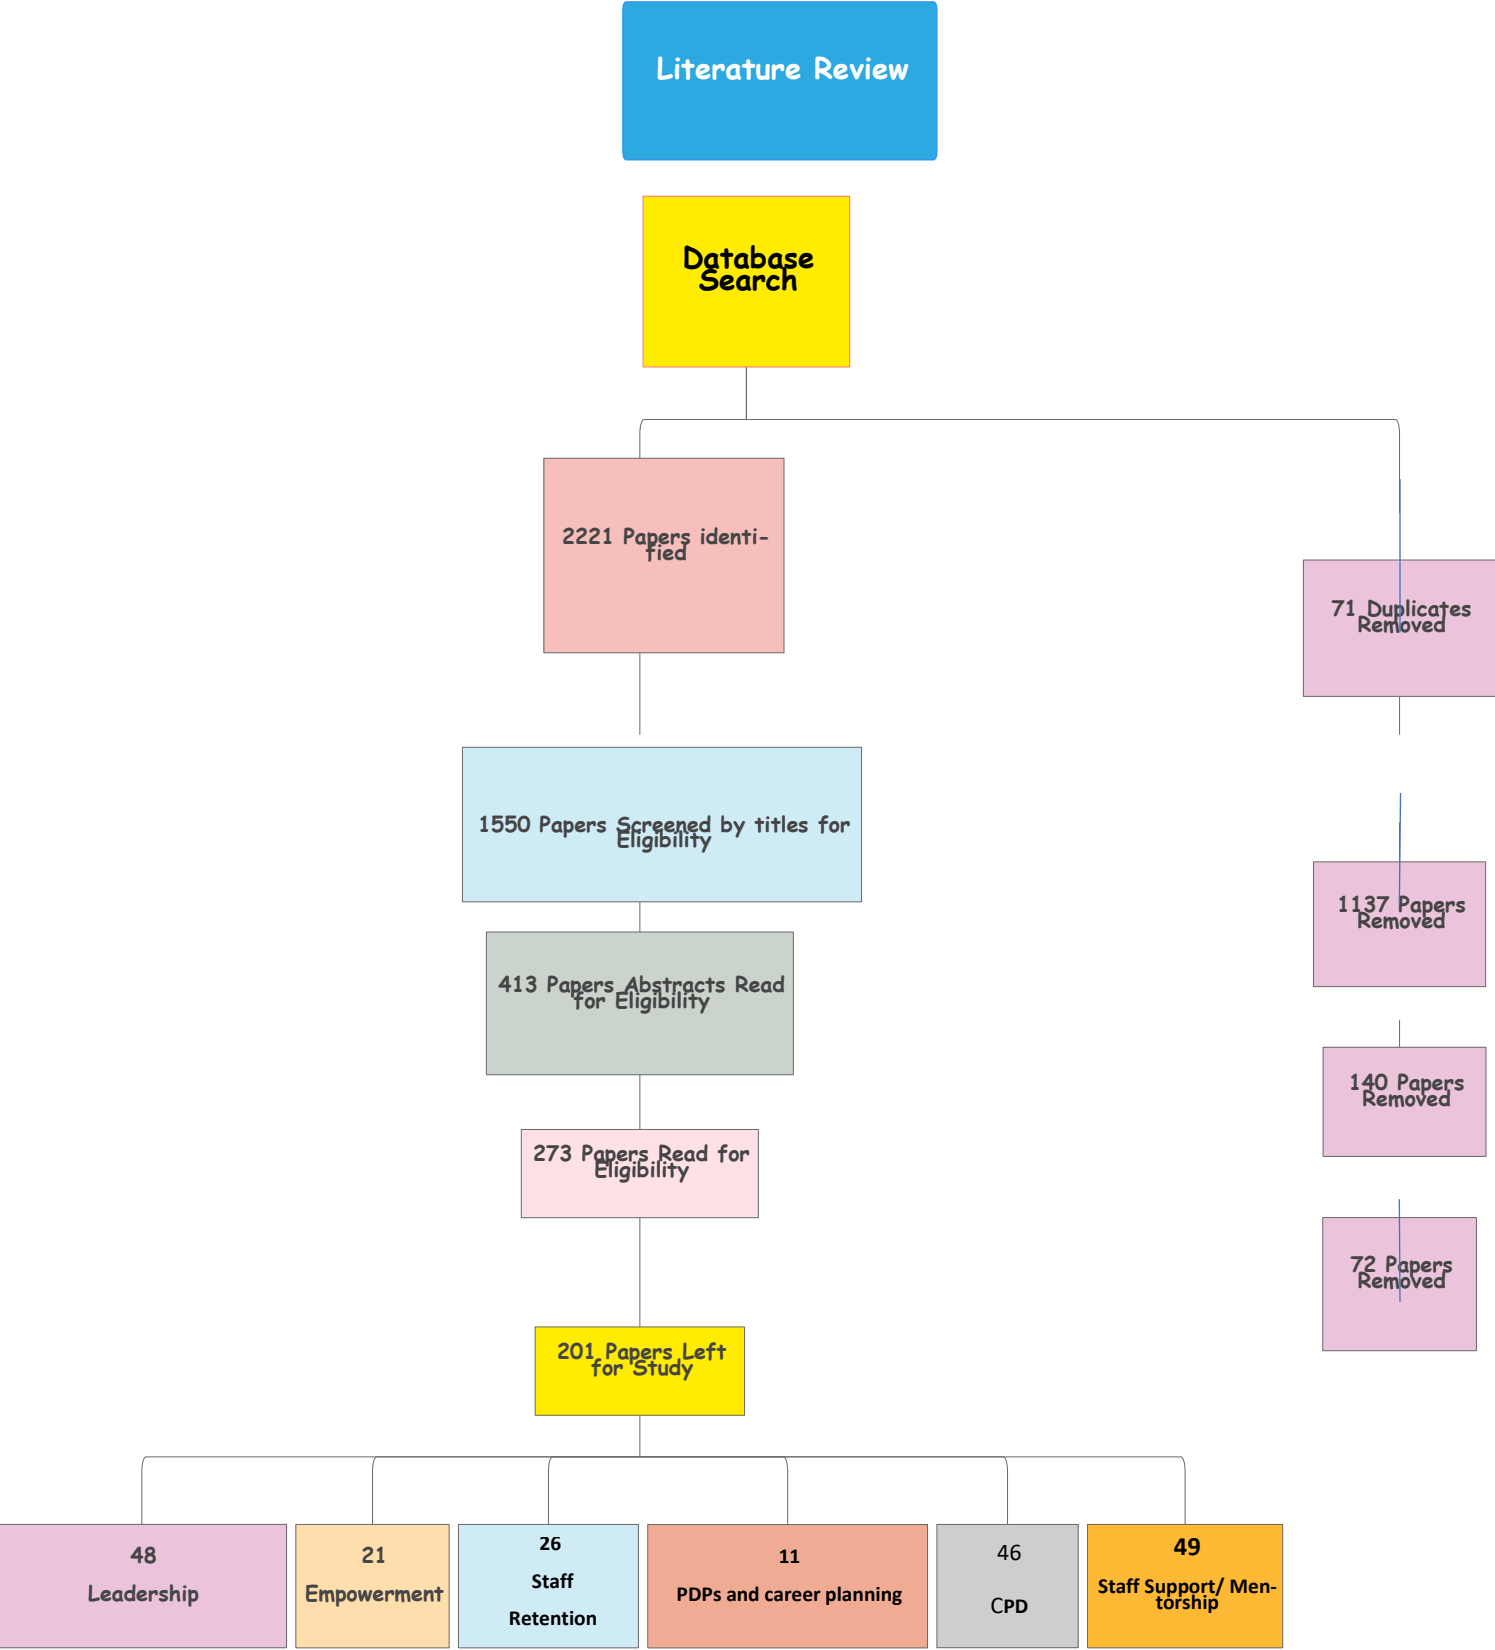 Literature Review
Database
Search
2221 Papers identi-
fied
71 Duplicates
Removed
1550 Papers Screened by titles for
Eligibility
1137 Papers
Removed
413 Papers Abstracts Read
for Eligibility
140 Papers
Removed
273 Papers Read for
Eligibility
72 Papers
Removed
201 Papers Left
for Study
48
Leadership
21
Empowerment
26
Staff
Retention
11
PDPs and career planning
46
CPD
49
Staff Support/ Men-
torship